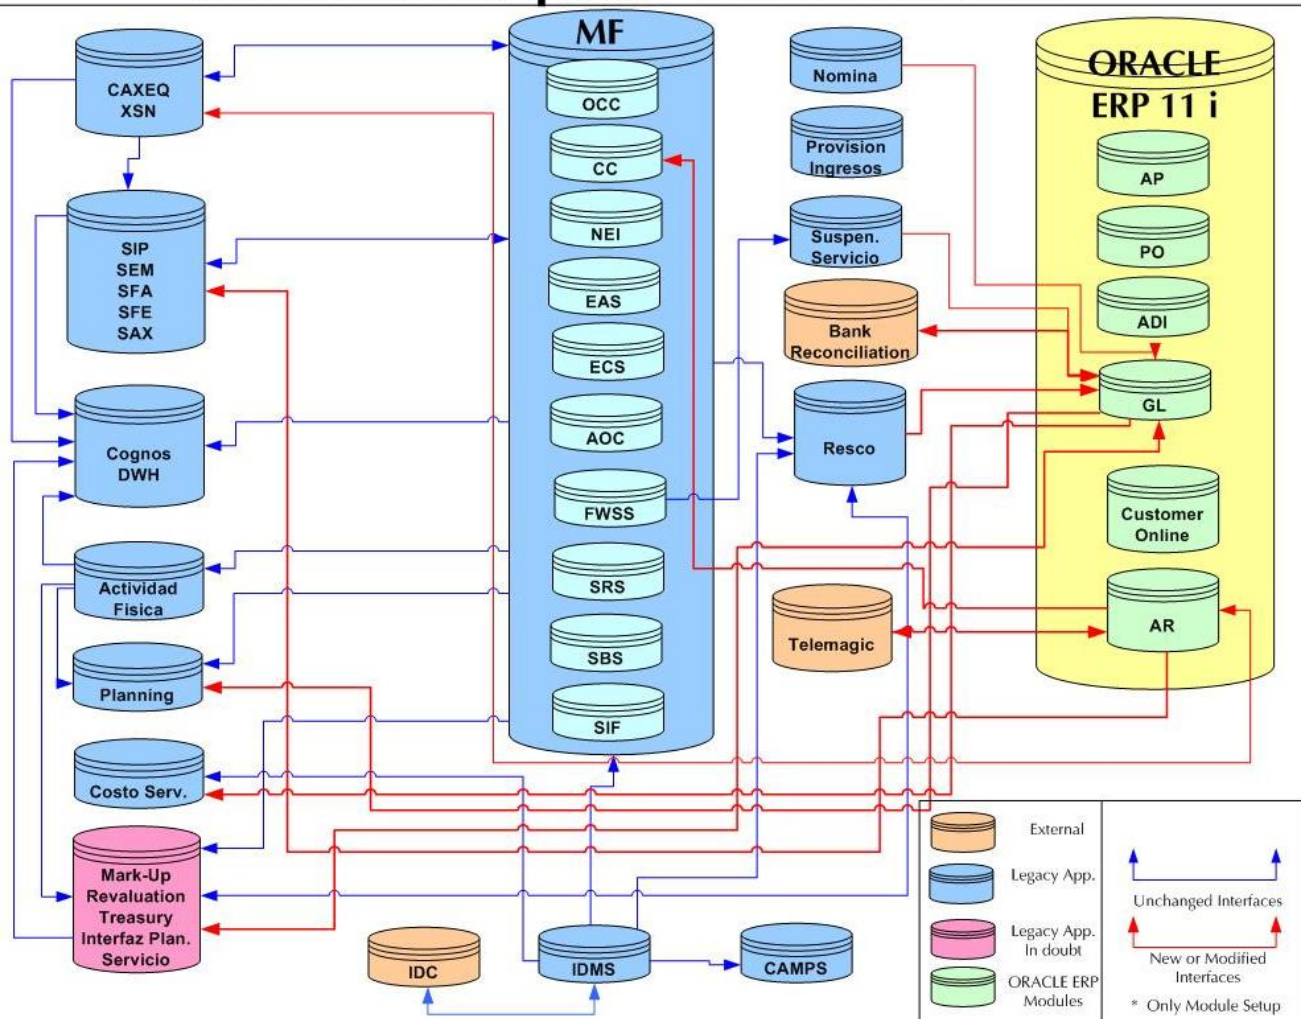 CAXEQ
XSN
SIP
SEM
SFA
SFE
SAX
Cognos
DWH
Actividad
Fisica
Planning
Costo Serv.
Mark-Up
Revaluation
Treasury
Interfaz Plan.
Servicio
MF
OCC
CC
NEI
EAS
ECS
AOC
FWSS
SRS
SBS
SIF
IDC
IDMS
CAMPS
Nomina
Provision
Ingresos
Suspen.
Servicio
Bank
Reconciliation
Resco
Telemagic
ORACLE
ERP 11 i
AP
PO
ADI
GL
Customer
Online
AR
External
Legacy App.
Legacy App.
In doubt
ORACLE ERP
Modules
Unchanged Interfaces
New or Modified
Interfaces
* Only Module Setup